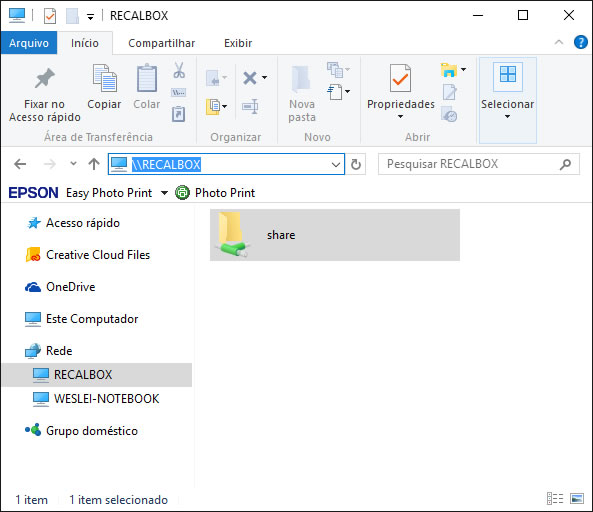 RECALBOX
Arquivo Início Compartilhar Exibir
Fixar no
Acesso rápido
Copiar
Colar
Nova
pasta
Propriedades
Selecionar
Área de Transferência Organizar Novo Abrir
\\RECALBOX
Pesquisar RECALBOX
EPSON Easy Photo Print Photo Print
Acesso rápido
Creative Cloud Files
OneDrive
Este Computador
Rede
RECALBOX
WESLEI-NOTEBOOK
Grupo doméstico
share
1 item 1 item selecionado